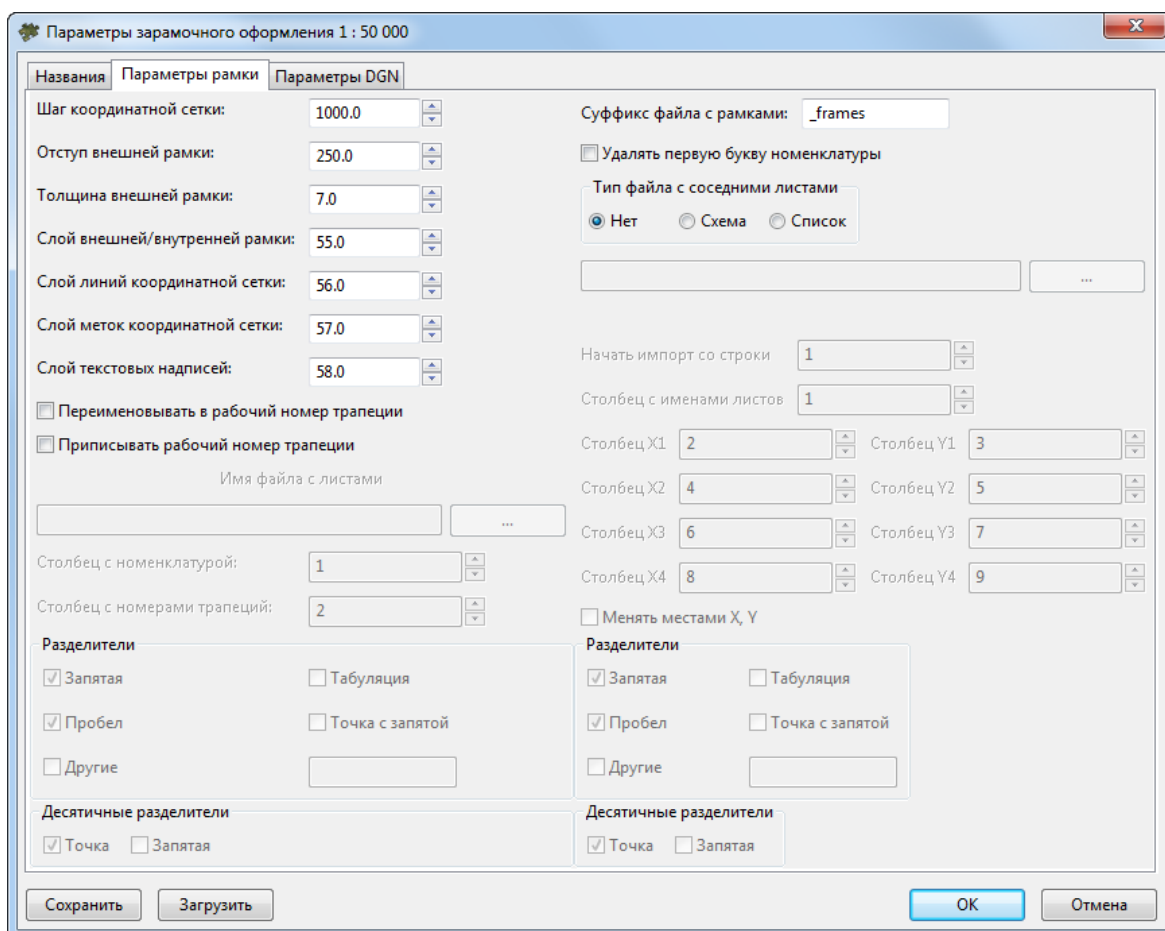 Параметры зарамочного оформления 1 : 50 000
Названия
Параметры рамки
Параметры DGN
Шаг координатной сетки: 1000.0
Отступ внешней рамки: 250.0
Толщина внешней рамки: 7.0
Слой внешней/внутренней рамки: 55.0
Слой линий координатной сетки: 56.0
Слой меток координатной сетки: 57.0
Слой текстовых надписей: 58.0
Переименовывать в рабочий номер трапеции
Приписывать рабочий номер трапеции
Имя файла с листами
...
Столбец с номенклатурой: 1
Столбец с номерами трапеций: 2
Разделители
Запятая Табуляция
Пробел Точка с запятой
Другие
Десятичные разделители
Точка Запятая
Суффикс файла с рамками: _frames
Удалять первую букву номенклатуры
Тип файла с соседними листами
Нет Схема Список
...
Начать импорт со строки 1
Столбец с именами листов 1
Столбец X1 2 Столбец Y1 3
Столбец X2 4 Столбец Y2 5
Столбец X3 6 Столбец Y3 7
Столбец X4 8 Столбец Y4 9
Менять местами X, Y
Разделители
Запятая Табуляция
Пробел Точка с запятой
Другие
Десятичные разделители
Точка Запятая
Сохранить Загрузить OK Отмена